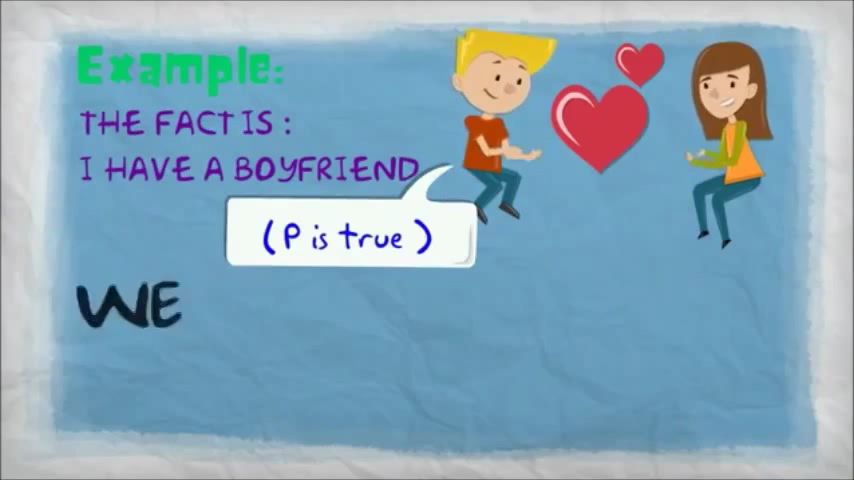 Example:
THE FACT IS :
I HAVE A BOYFRIEND
(P is true)
WE